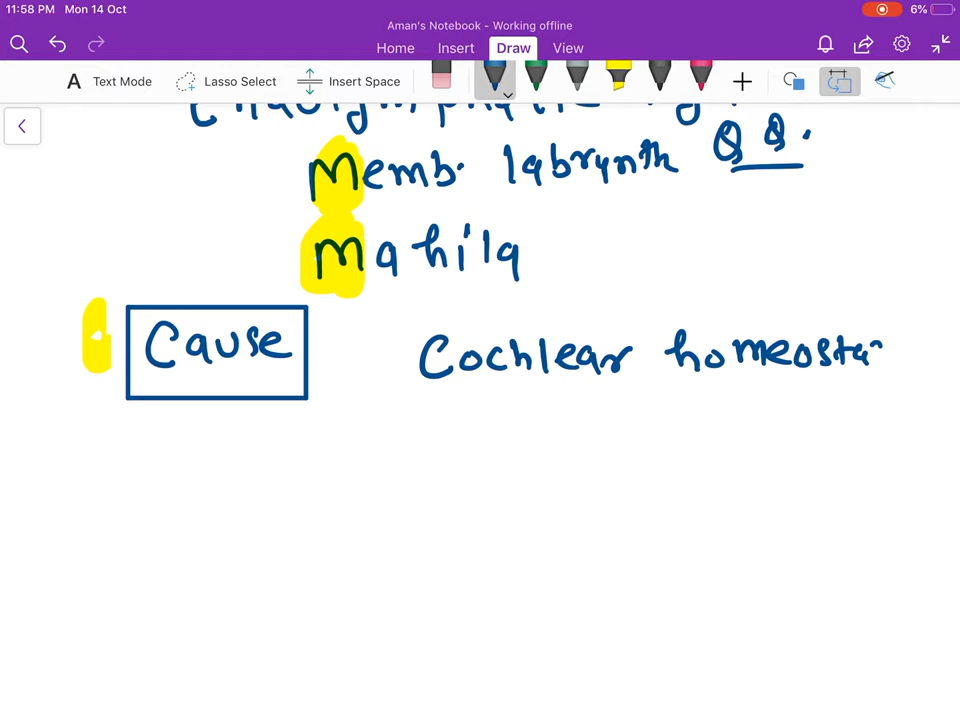 11:58 PM Mon 14 Oct
6%
Aman's Notebook - Working offline
Home Insert Draw View
A Text Mode Lasso Select Insert Space
Memb. labrynth
Mahila
Cause Cochlear homeosta